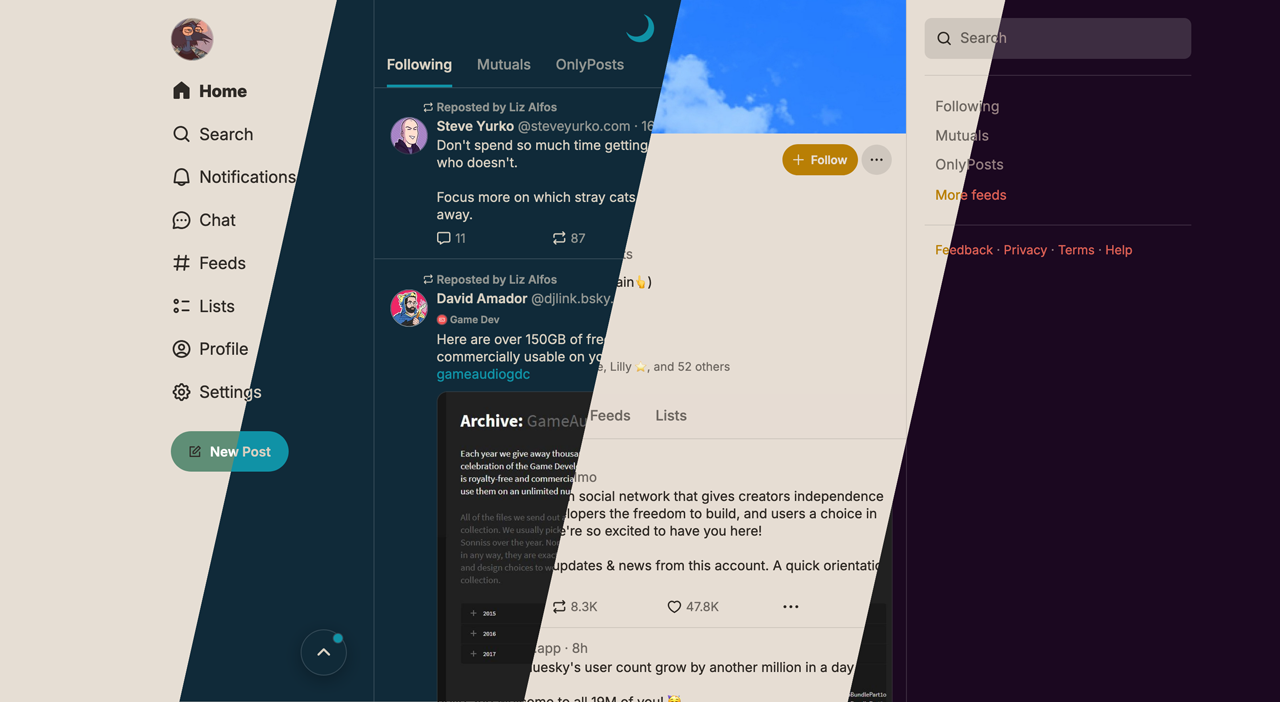 Home
Search
Notifications
Chat
Feeds
Lists
Profile
Settings
New Post
Following Mutuals OnlyPosts
Reposted by Liz Alfos
Steve Yurko @steveyurko.com · 16
Don't spend so much time getting
who doesn't.
Focus more on which stray cats
away.
11 87
Reposted by Liz Alfos
David Amador @djlink.bsky.
Game Dev
Here are over 150GB of fre
commercially usable on yo
gameaudiogdc
Archive: GameAu
Each year we give away thousa
celebration of the Game Devel
is royalty-free and commercia
use them on an unlimited nu
All of the files we send out
collection. We usually pick
Sonniss over the year. Nor
in any way, they are exac
and design choices to w
collection.
2015
2016
2017
+ Follow
ts
ain👆)
e, Lilly ⭐, and 52 others
Feeds Lists
lmo
n social network that gives creators independence
lopers the freedom to build, and users a choice in
e're so excited to have you here!
updates & news from this account. A quick orientatic
8.3K 47.8K
.app · 8h
uesky's user count grow by another million in a day
ome to all 19M of you! 🥳
BundlePartio
Search
Following
Mutuals
OnlyPosts
More feeds
Feedback · Privacy · Terms · Help